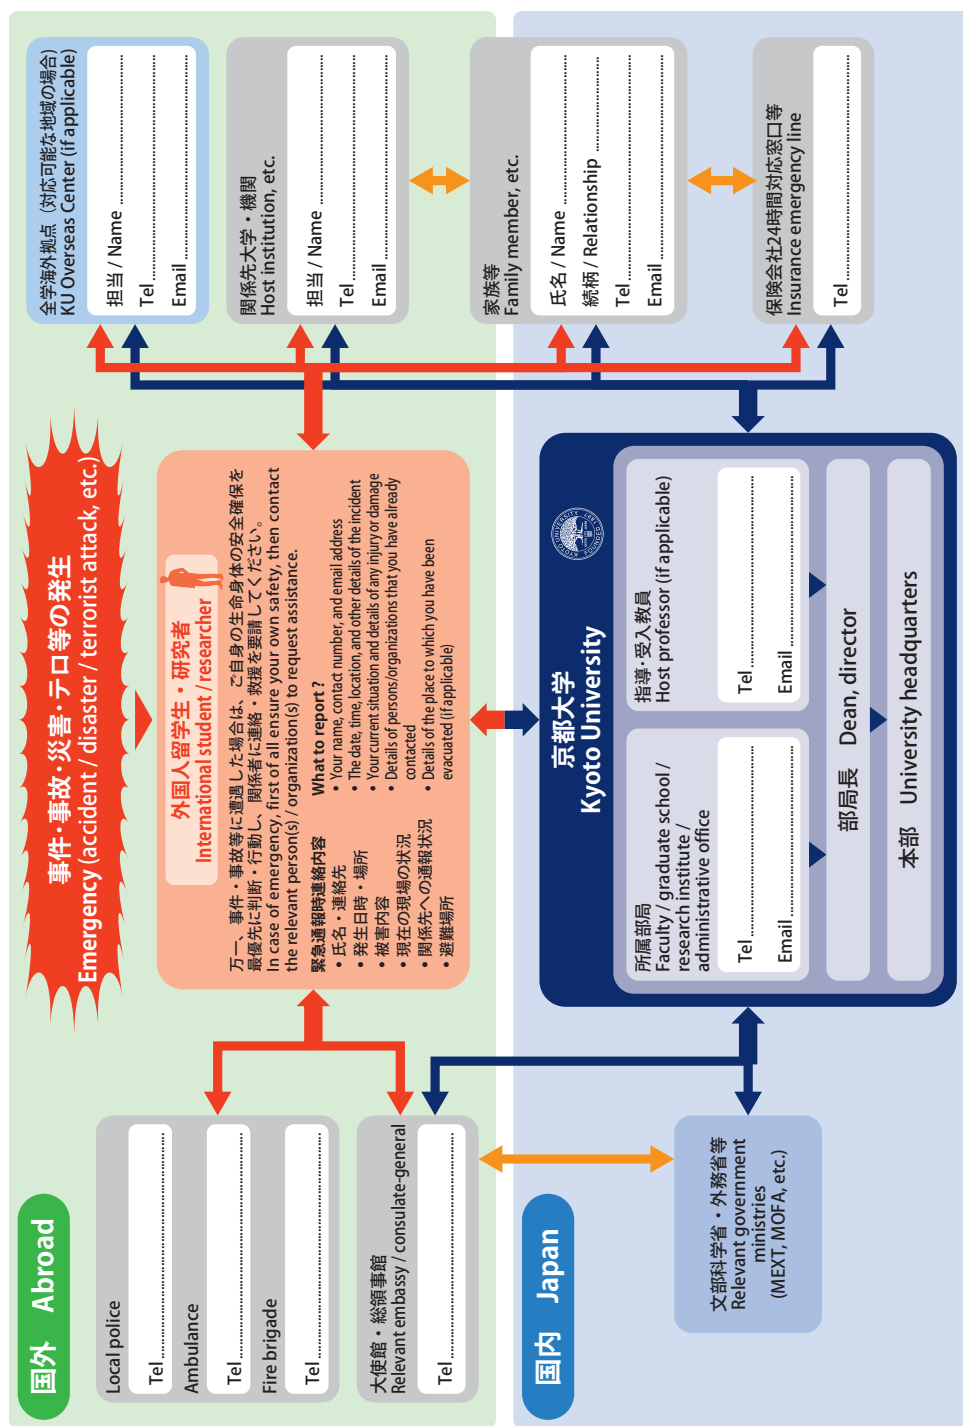 国外 Abroad
Local police
Tel
Ambulance
Tel
Fire brigade
Tel
大使館・総領事館
Relevant embassy / consulate-general
Tel
事件・事故・災害・テロ等の発生
Emergency (accident / disaster / terrorist attack, etc.)
外国人留学生・研究者
International student / researcher
万一、事件・事故等に遭遇した場合は、ご自身の生命身体の安全確保を
最優先に判断・行動し、関係者に連絡・救援を要請してください。
In case of emergency, first of all ensure your own safety, then contact
the relevant person(s) / organization(s) to request assistance.
緊急通報時連絡内容
• 氏名・連絡先
• 発生日時・場所
• 被害内容
• 現在の現場の状況
• 関係先への通報状況
• 避難場所
What to report ?
• Your name, contact number, and email address
• The date, time, location, and other details of the incident
• Your current situation and details of any injury or damage
• Details of persons/organizations that you have already
contacted
• Details of the place to which you have been
evacuated (if applicable)
全学海外拠点（対応可能な地域の場合）
KU Overseas Center (if applicable)
担当 / Name
Tel
Email
関係先大学・機関
Host institution, etc.
担当 / Name
Tel
Email
家族等
Family member, etc.
氏名 / Name
続柄 / Relationship
Tel
Email
保険会社24時間対応窓口等
Insurance emergency line
Tel
国内 Japan
文部科学省・外務省等
Relevant government
ministries
(MEXT, MOFA, etc.)
京都大学
Kyoto University
KYOTO UNIVERSITY
FOUNDED 1897
所属部局
Faculty / graduate school /
research institute /
administrative office
Tel
Email
指導・受入教員
Host professor (if applicable)
Tel
Email
部局長 Dean, director
本部 University headquarters